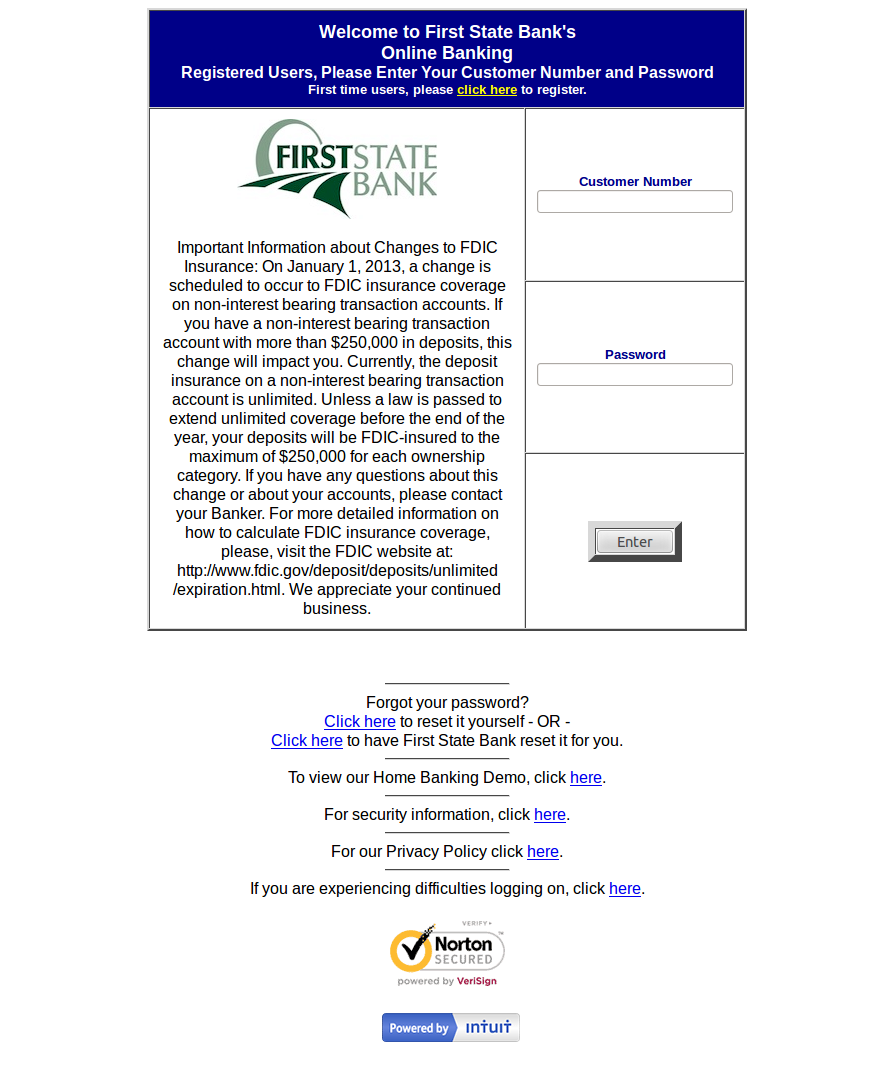 Welcome to First State Bank's
Online Banking
Registered Users, Please Enter Your Customer Number and Password
First time users, please click here to register.
FIRST STATE
BANK
Important Information about Changes to FDIC
Insurance: On January 1, 2013, a change is
scheduled to occur to FDIC insurance coverage
on non-interest bearing transaction accounts. If
you have a non-interest bearing transaction
account with more than $250,000 in deposits, this
change will impact you. Currently, the deposit
insurance on a non-interest bearing transaction
account is unlimited. Unless a law is passed to
extend unlimited coverage before the end of the
year, your deposits will be FDIC-insured to the
maximum of $250,000 for each ownership
category. If you have any questions about this
change or about your accounts, please contact
your Banker. For more detailed information on
how to calculate FDIC insurance coverage,
please, visit the FDIC website at:
http://www.fdic.gov/deposit/deposits/unlimited
/expiration.html. We appreciate your continued
business.
Customer Number
Password
Enter
Forgot your password?
Click here to reset it yourself - OR -
Click here to have First State Bank reset it for you.
To view our Home Banking Demo, click here.
For security information, click here.
For our Privacy Policy click here.
If you are experiencing difficulties logging on, click here.
VERIFY
Norton™
SECURED
powered by VeriSign
Powered by intuit